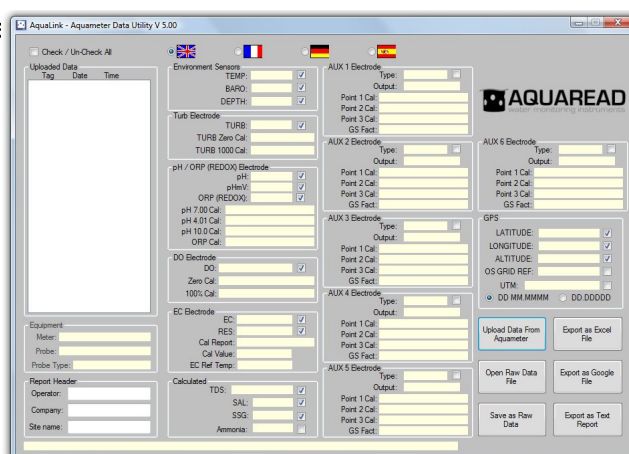 AquaLink - Aquameter Data Utility V 5.00
Check / Un-Check All
Uploaded Data
Tag Date Time
Equipment
Meter:
Probe:
Probe Type:
Report Header
Operator:
Company:
Site name:
Environment Sensors
TEMP:
BARO:
DEPTH:
Turb Electrode
TURB:
TURB Zero Cal:
TURB 1000 Cal:
pH / ORP (REDOX) Electrode
pH:
pHmV:
ORP (REDOX):
pH 7.00 Cal:
pH 4.01 Cal:
pH 10.0 Cal:
ORP Cal:
DO Electrode
DO:
Zero Cal:
100% Cal:
EC Electrode
EC:
RES:
Cal Report:
Cal Value:
EC Ref Temp:
Calculated
TDS:
SAL:
SSG:
Ammonia:
AUX 1 Electrode
Type:
Output:
Point 1 Cal:
Point 2 Cal:
Point 3 Cal:
GS Fact:
AUX 2 Electrode
Type:
Output:
Point 1 Cal:
Point 2 Cal:
Point 3 Cal:
GS Fact:
AUX 3 Electrode
Type:
Output:
Point 1 Cal:
Point 2 Cal:
Point 3 Cal:
GS Fact:
AUX 4 Electrode
Type:
Output:
Point 1 Cal:
Point 2 Cal:
Point 3 Cal:
GS Fact:
AUX 5 Electrode
Type:
Output:
Point 1 Cal:
Point 2 Cal:
Point 3 Cal:
GS Fact:
AQUAREAD
water monitoring instruments
AUX 6 Electrode
Type:
Output:
Point 1 Cal:
Point 2 Cal:
Point 3 Cal:
GS Fact:
GPS
LATITUDE:
LONGITUDE:
ALTITUDE:
OS GRID REF:
UTM:
DD MM.MMMM DD.DDDDD
Upload Data From
Aquameter
Export as Excel
File
Open Raw Data
File
Export as Google
File
Save as Raw
Data
Export as Text
Report